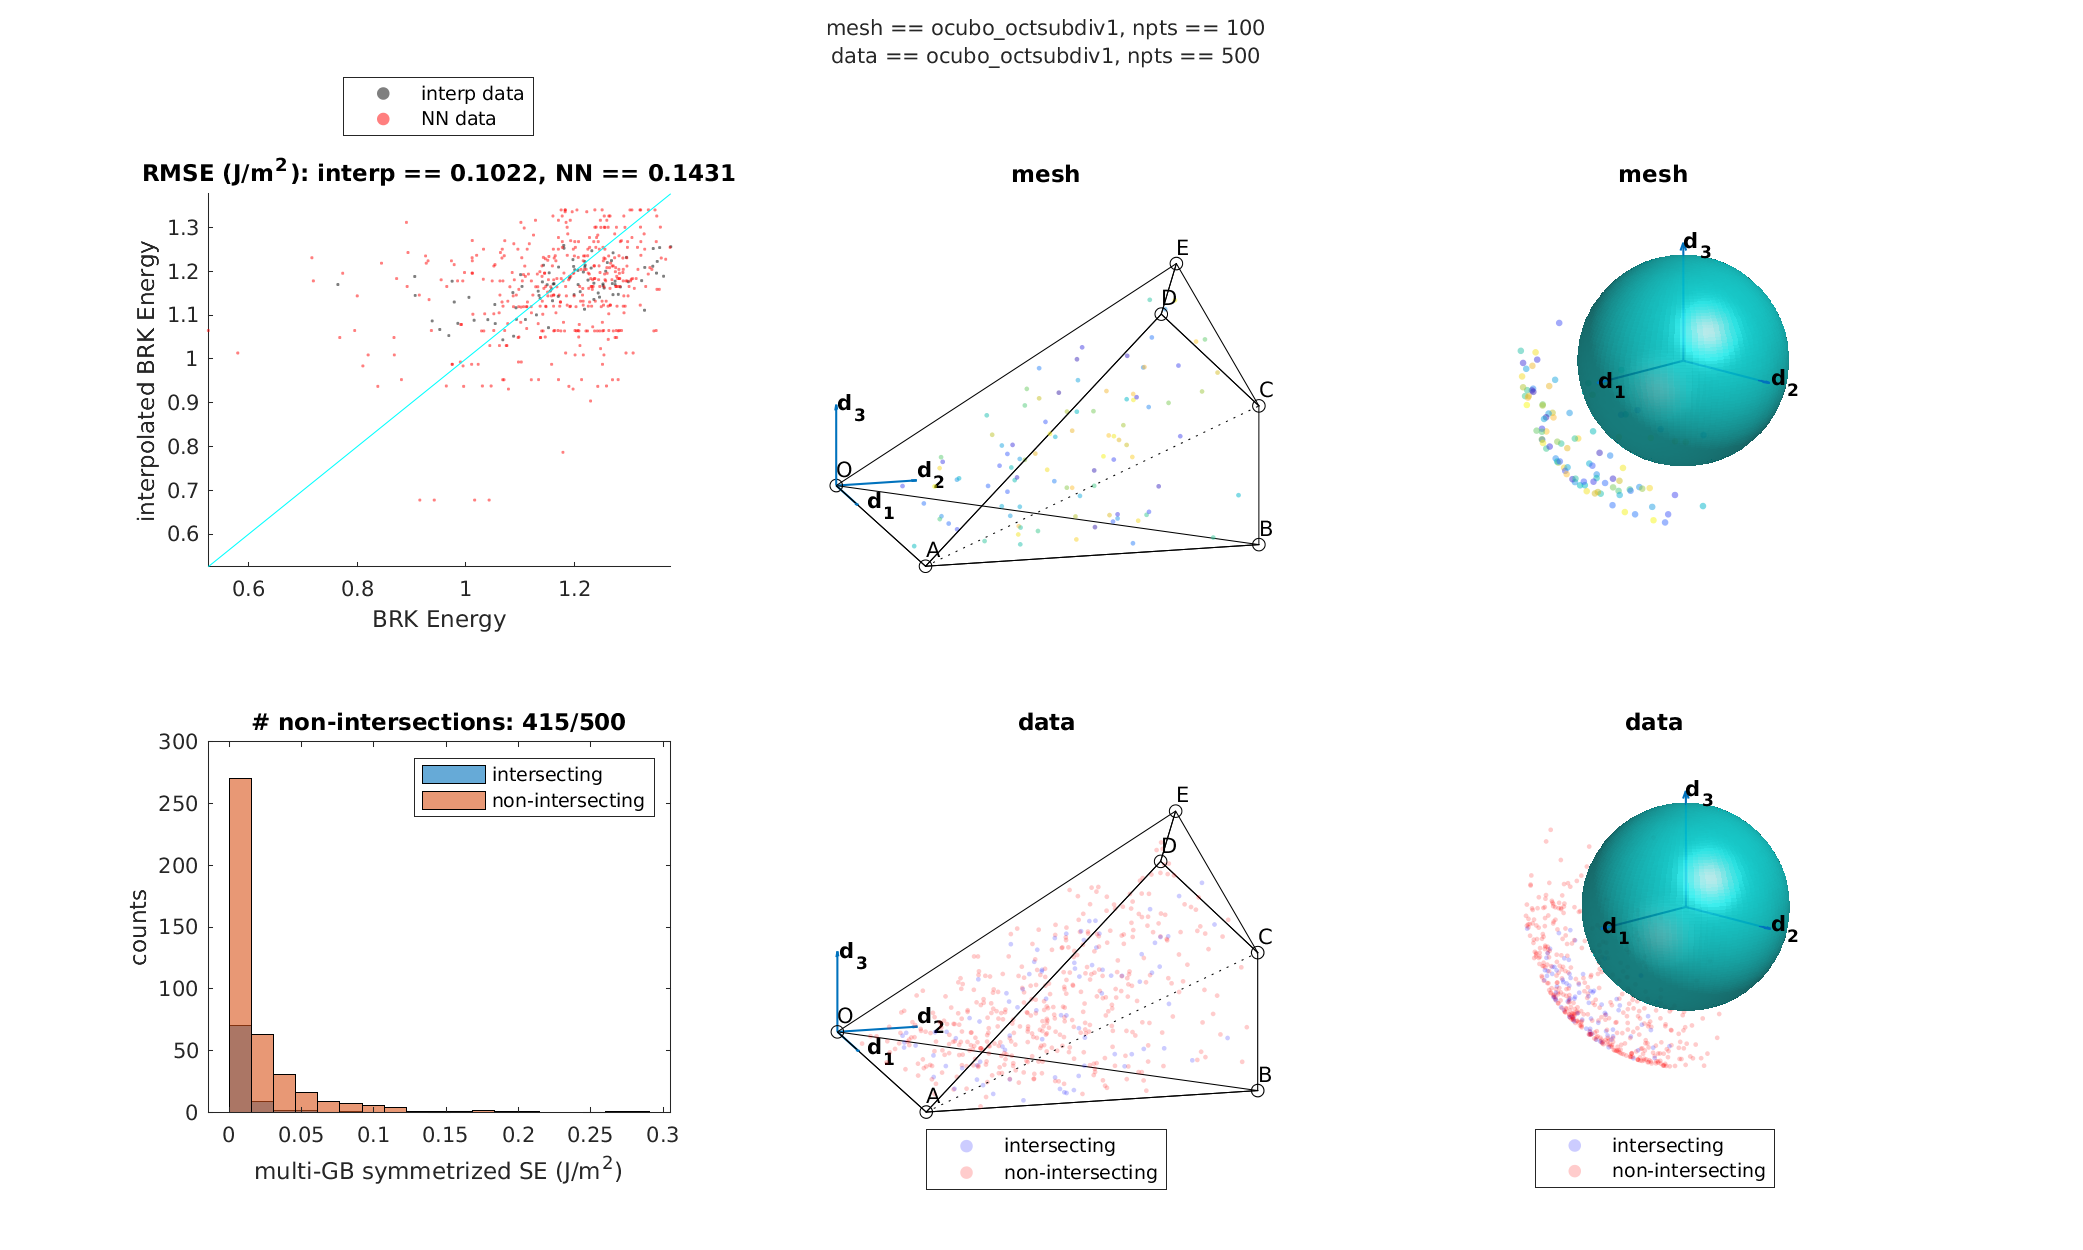 mesh == ocubo_octsubdiv1, npts == 100
data == ocubo_octsubdiv1, npts == 500
interp data
NN data
RMSE (J/m²): interp == 0.1022, NN == 0.1431
interpolated BRK Energy
1.3
1.2
1.1
1
0.9
0.8
0.7
0.6
0.6 0.8 1 1.2
BRK Energy
mesh
E
D
C
d₃
O
d₂
d₁
A
B
mesh
d₃
d₁
d₂
# non-intersections: 415/500
counts
300
250
200
150
100
50
0
intersecting
non-intersecting
0 0.05 0.1 0.15 0.2 0.25 0.3
multi-GB symmetrized SE (J/m²)
data
E
D
C
d₃
O
d₂
d₁
A
B
intersecting
non-intersecting
data
d₃
d₁
d₂
intersecting
non-intersecting